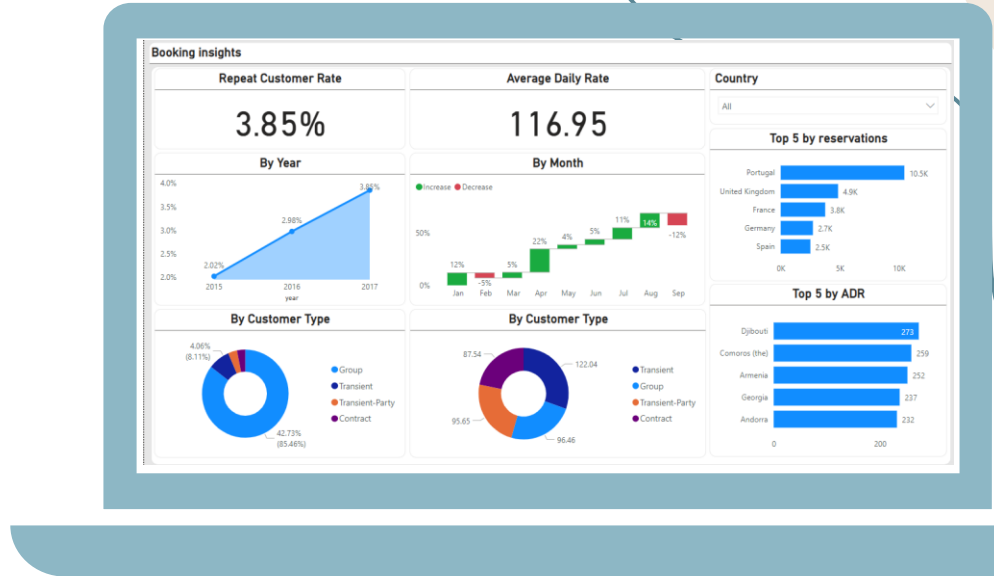 Booking insights
Repeat Customer Rate
3.85%
Average Daily Rate
116.95
Country
All
By Year
4.0%
3.5%
3.0%
2.5%
2.0%
2.02%
2.98%
3.85%
2015 2016 2017
year
By Month
Increase Decrease
50%
0%
12%
-5%
5%
22%
4%
5%
11%
14%
-12%
Jan Feb Mar Apr May Jun Jul Aug Sep
Top 5 by reservations
Portugal 10.5K
United Kingdom 4.9K
France 3.8K
Germany 2.7K
Spain 2.5K
0K 5K 10K
By Customer Type
4.06%
(8.11%)
42.73%
(85.46%)
Group
Transient
Transient-Party
Contract
By Customer Type
87.54
122.04
95.65
96.46
Transient
Group
Transient-Party
Contract
Top 5 by ADR
Djibouti 273
Comoros (the) 259
Armenia 252
Georgia 237
Andorra 232
0 200